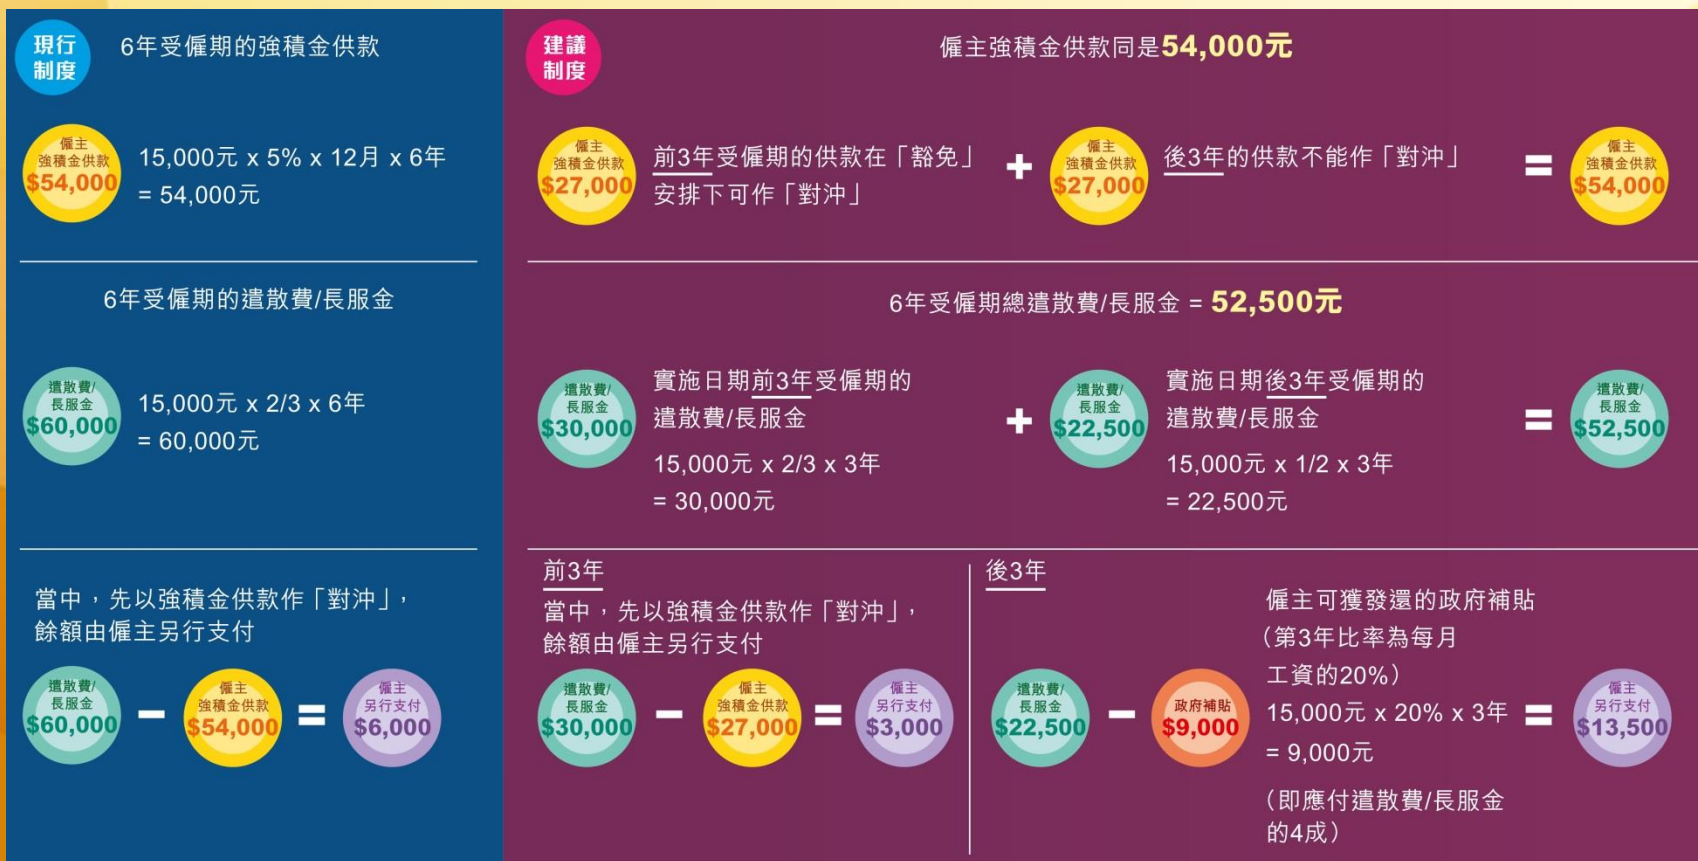 現行
制度
6年受僱期的強積金供款
僱主
強積金供款
$54,000
15,000元 x 5% x 12月 x 6年
= 54,000元
6年受僱期的遣散費/長服金
遣散費/
長服金
$60,000
15,000元 x 2/3 x 6年
= 60,000元
當中，先以強積金供款作「對沖」，
餘額由僱主另行支付
遣散費/
長服金
$60,000
−
僱主
強積金供款
$54,000
=
僱主
另行支付
$6,000
建議
制度
僱主強積金供款同是54,000元
僱主
強積金供款
$27,000
前3年受僱期的供款在「豁免」
安排下可作「對沖」
+
僱主
強積金供款
$27,000
後3年的供款不能作「對沖」
=
僱主
強積金供款
$54,000
6年受僱期總遣散費/長服金 = 52,500元
遣散費/
長服金
$30,000
實施日期前3年受僱期的
遣散費/長服金
15,000元 x 2/3 x 3年
= 30,000元
+
遣散費/
長服金
$22,500
實施日期後3年受僱期的
遣散費/長服金
15,000元 x 1/2 x 3年
= 22,500元
=
遣散費/
長服金
$52,500
前3年
當中，先以強積金供款作「對沖」，
餘額由僱主另行支付
遣散費/
長服金
$30,000
−
僱主
強積金供款
$27,000
=
僱主
另行支付
$3,000
後3年
遣散費/
長服金
$22,500
−
政府補貼
$9,000
僱主可獲發還的政府補貼
（第3年比率為每月
工資的20%）
15,000元 x 20% x 3年
= 9,000元
（即應付遣散費/長服金
的4成）
=
僱主
另行支付
$13,500